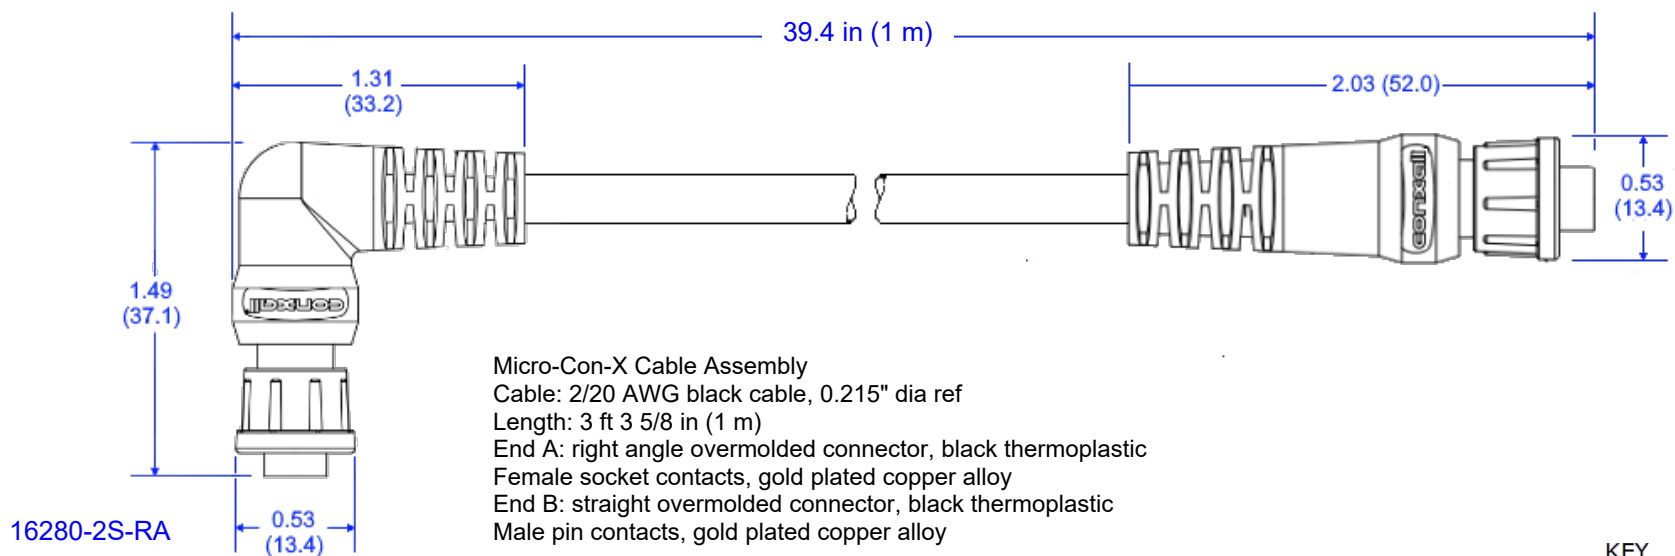 39.4 in (1 m)
1.31
(33.2)
2.03 (52.0)
0.53
(13.4)
1.49
(37.1)
conxall
conxall
Micro-Con-X Cable Assembly
Cable: 2/20 AWG black cable, 0.215" dia ref
Length: 3 ft 3 5/8 in (1 m)
End A: right angle overmolded connector, black thermoplastic
Female socket contacts, gold plated copper alloy
End B: straight overmolded connector, black thermoplastic
Male pin contacts, gold plated copper alloy
16280-2S-RA
0.53
(13.4)
KEY